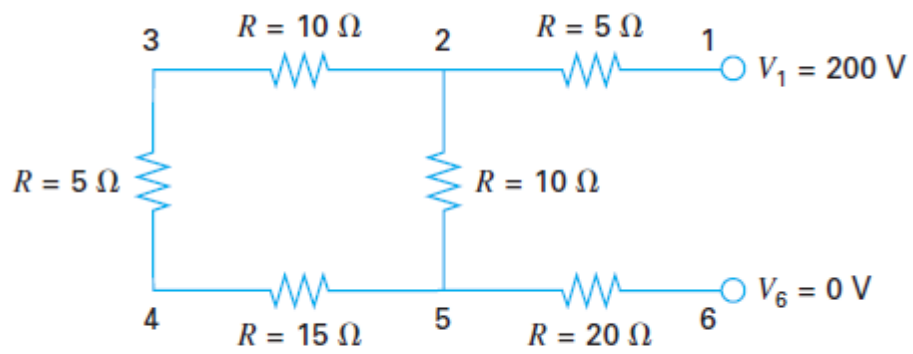 R = 10 Ω
R = 5 Ω
3
2
1
V₁ = 200 V
R = 5 Ω
R = 10 Ω
4
5
6
V₆ = 0 V
R = 15 Ω
R = 20 Ω